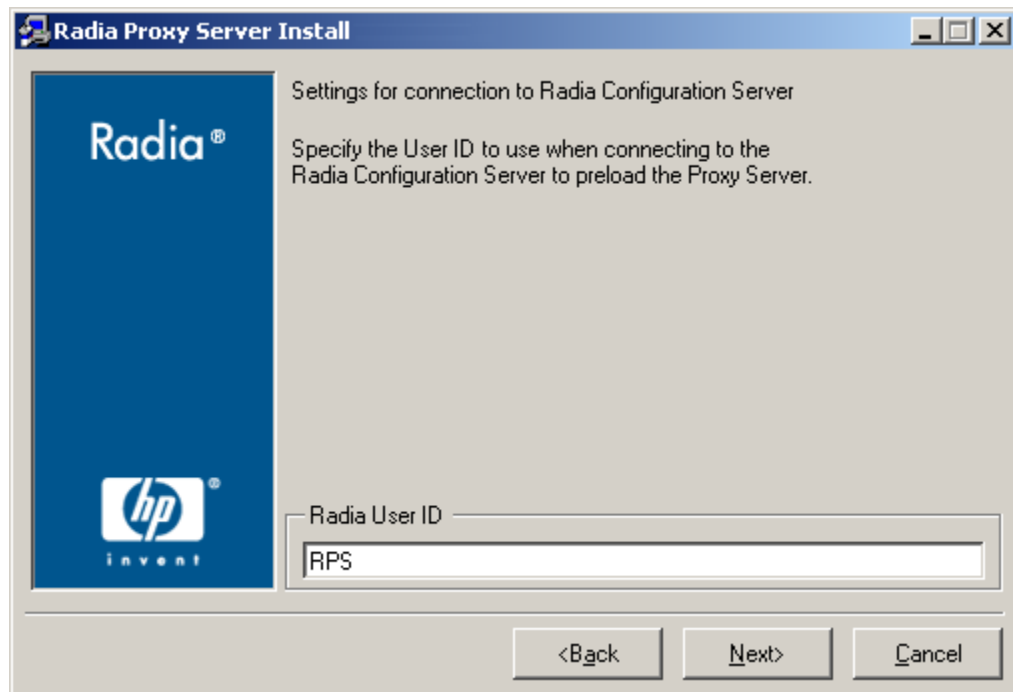 Radia Proxy Server Install
Radia®
Settings for connection to Radia Configuration Server
Specify the User ID to use when connecting to the
Radia Configuration Server to preload the Proxy Server.
hp®
invent
Radia User ID
RPS
<Back
Next>
Cancel